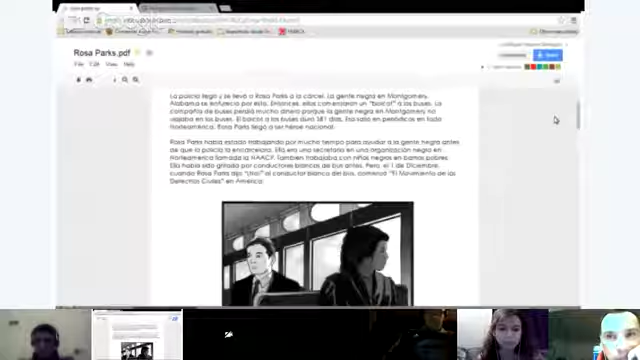 Rosa Parks.pdf
File Edit View Help
La policía llegó y se llevó a Rosa Parks a la cárcel. La gente negra en Montgomery,
Alabama se enfureció por esto. Entonces, ellos comenzaron un "boicot" a los buses. La
compañía de buses perdió mucho dinero porque la gente negra en Montgomery no
viajaba en los buses. El boicot a los buses duró 381 días. Esa salió en periódicos en toda
Norteamérica. Rosa Parks llegó a ser héroe nacional.
Rosa Parks había estado trabajando por mucho tiempo para ayudar a la gente negra antes
de que la policía la encarcelara. Ella era una secretaria en una organización negra en
Norteamérica llamada la NAACP. También trabajaba con niños negros en barrios pobres.
Ella había sido gritada por conductores blancos de bus antes. Pero, el 1 de Diciembre,
cuando Rosa Parks dijo "¡No!" al conductor blanco del bus, comenzó "El Movimiento de los
Derechos Civiles" en América.